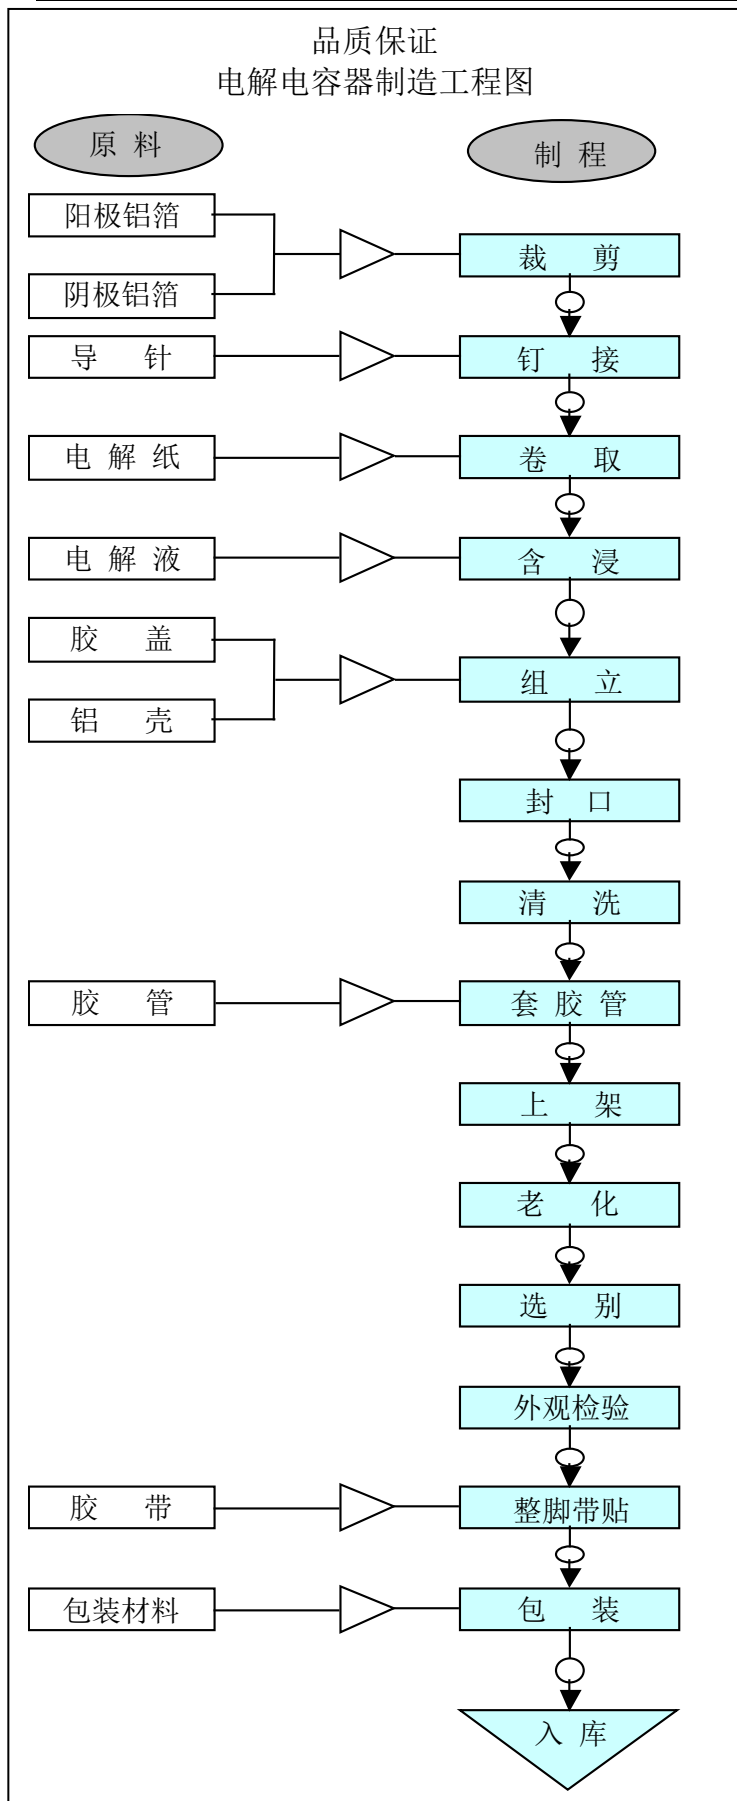 品质保证
电解电容器制造工程图
原 料
制 程
阳极铝箔
阴极铝箔
裁 剪
导 针
钉 接
电 解 纸
卷 取
电 解 液
含 浸
胶 盖
铝 壳
组 立
封 口
清 洗
胶 管
套 胶 管
上 架
老 化
选 别
外观检验
胶 带
整脚带贴
包装材料
包 装
入 库